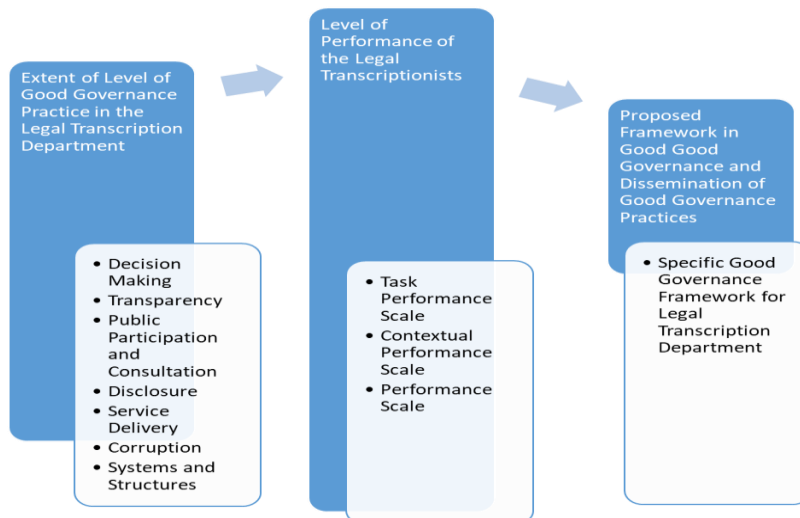 Extent of Level of
Good Governance
Practice in the
Legal Transcription
Department
• Decision
Making
• Transparency
• Public
Participation
and
Consultation
• Disclosure
• Service
Delivery
• Corruption
• Systems and
Structures
Level of
Performance of
the Legal
Transcriptionists
• Task
Performance
Scale
• Contextual
Performance
Scale
• Performance
Scale
Proposed
Framework in
Good Good
Governance and
Dissemination of
Good Governance
Practices
• Specific Good
Governance
Framework for
Legal
Transcription
Department